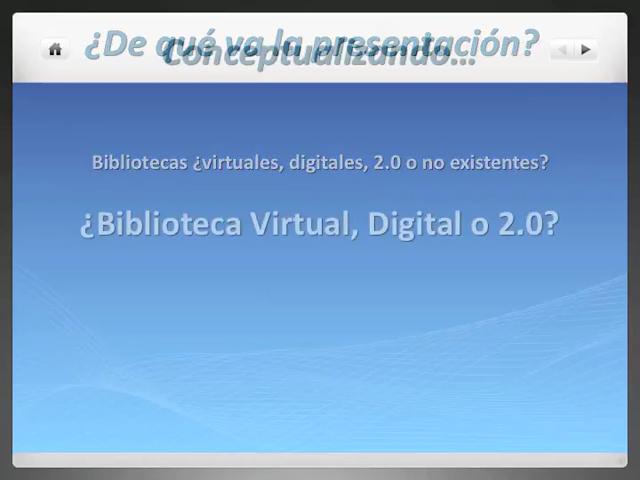 ¿De qué va la presentación?
Conceptualizando...
Bibliotecas ¿virtuales, digitales, 2.0 o no existentes?
¿Biblioteca Virtual, Digital o 2.0?